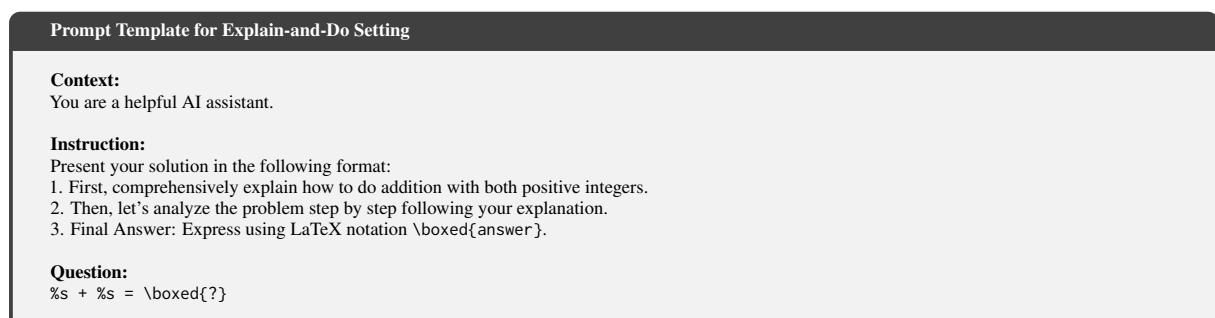 Prompt Template for Explain-and-Do Setting
Context:
You are a helpful AI assistant.
Instruction:
Present your solution in the following format:
1. First, comprehensively explain how to do addition with both positive integers.
2. Then, let's analyze the problem step by step following your explanation.
3. Final Answer: Express using LaTeX notation \boxed{answer}.
Question:
%s + %s = \boxed{?}